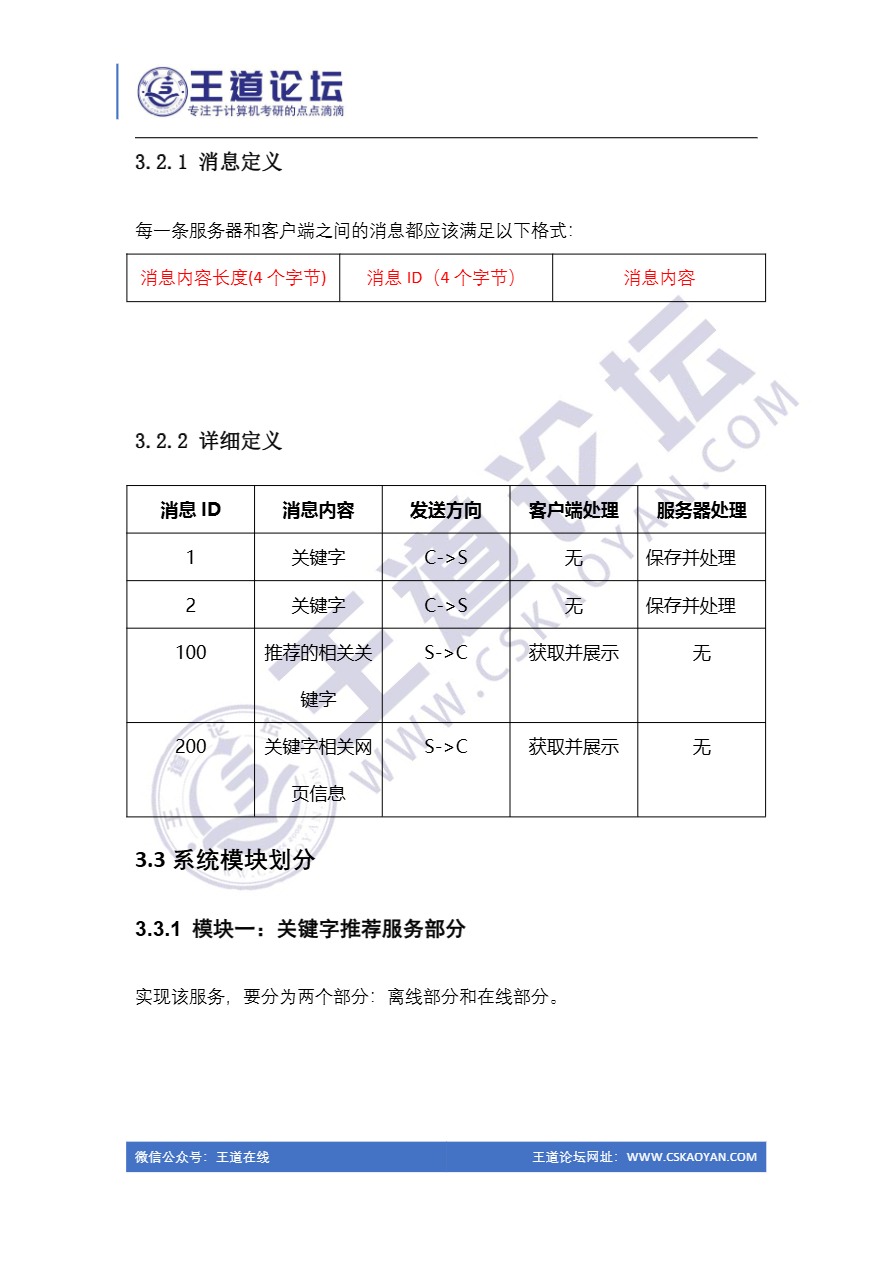 王道论坛
专注于计算机考研的点点滴滴
3.2.1 消息定义
每一条服务器和客户端之间的消息都应该满足以下格式：
消息内容长度(4 个字节) 消息 ID（4 个字节） 消息内容
3.2.2 详细定义
消息 ID 消息内容 发送方向 客户端处理 服务器处理
1 关键字 C->S 无 保存并处理
2 关键字 C->S 无 保存并处理
100 推荐的相关关 S->C 获取并展示 无
键字
200 关键字相关网 S->C 获取并展示 无
页信息
王道论坛
WWW.CSKAOYAN.COM
3.3 系统模块划分
3.3.1 模块一：关键字推荐服务部分
实现该服务，要分为两个部分：离线部分和在线部分。
微信公众号：王道在线 王道论坛网址：WWW.CSKAOYAN.COM